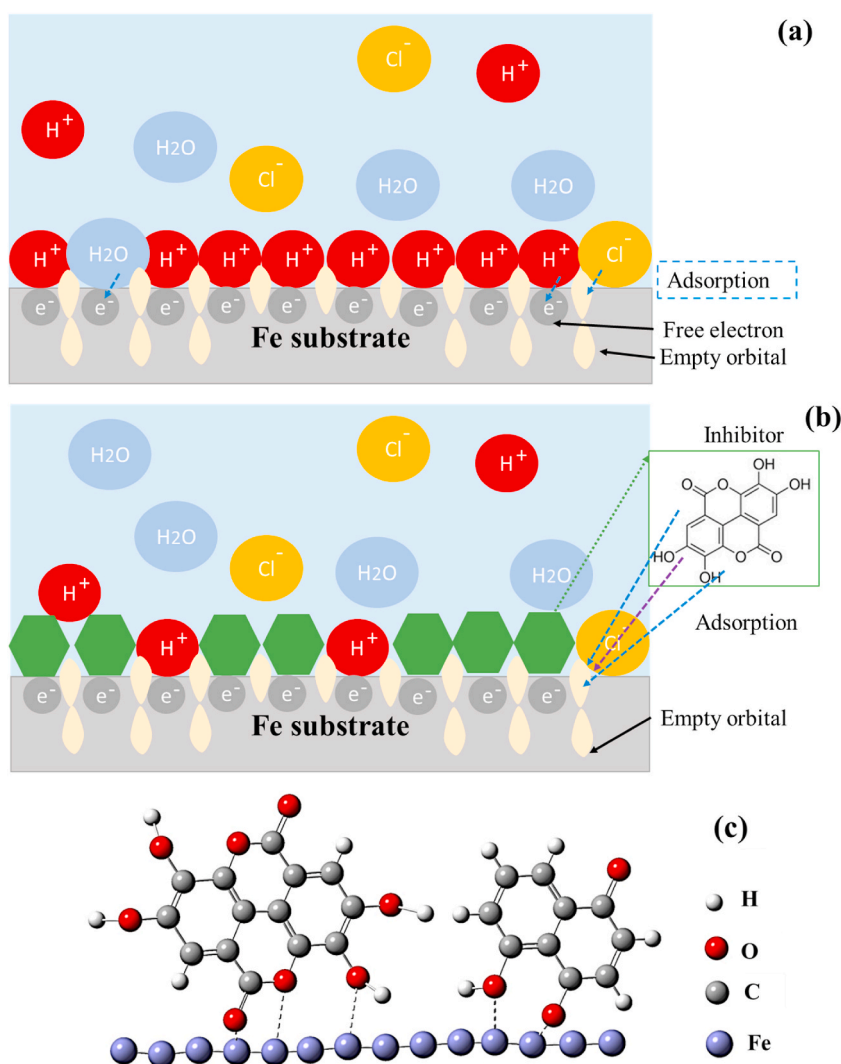 (a)
Cl⁻
H⁺
H⁺
H2O
Cl⁻
H2O
H2O
H⁺
H2O
H⁺
H⁺
H⁺
H⁺
H⁺
H⁺
H⁺
Cl⁻
Adsorption
e⁻
e⁻
e⁻
e⁻
e⁻
e⁻
e⁻
e⁻
e⁻
Free electron
Fe substrate
Empty orbital
(b)
Inhibitor
Cl⁻
H⁺
H2O
H2O
Cl⁻
H2O
H2O
H⁺
O
O
OH
OH
HO
OH
O
O
Adsorption
H⁺
H⁺
Cl
e⁻
e⁻
e⁻
e⁻
e⁻
e⁻
e⁻
e⁻
e⁻
Fe substrate
Empty orbital
(c)
H
O
C
Fe